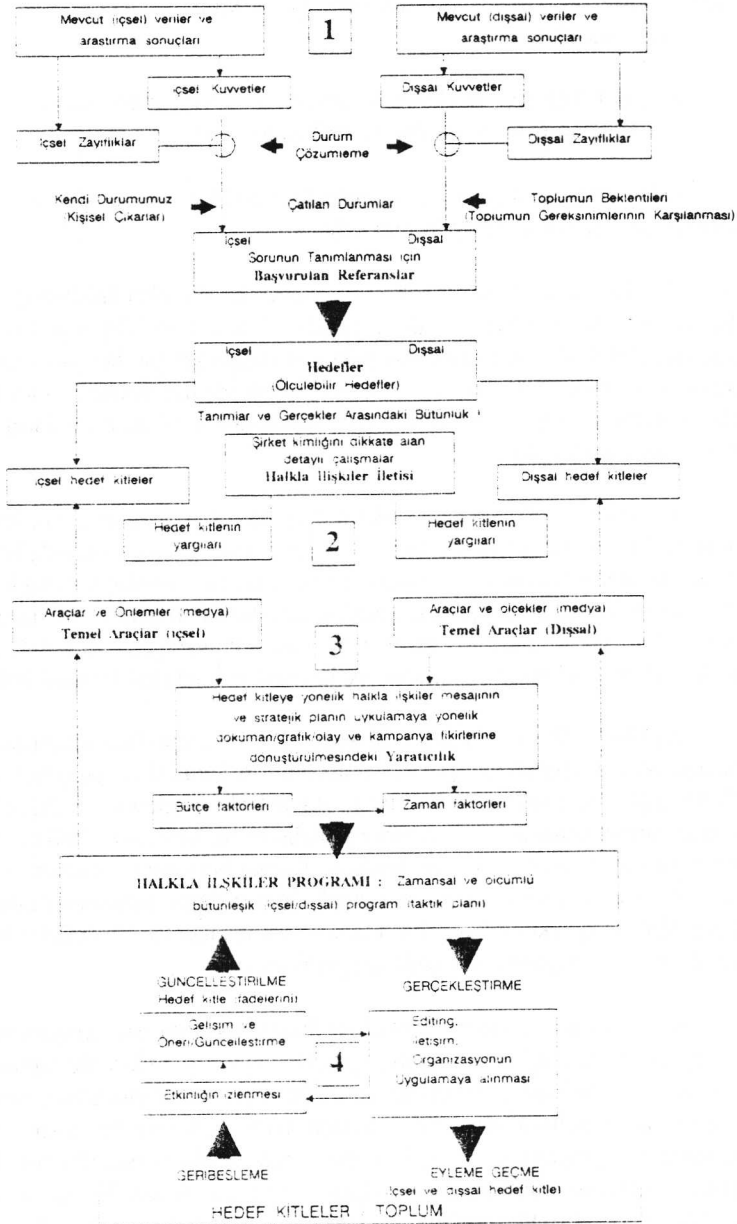 Mevcut (içsel) veriler ve
araştırma sonuçları
1
Mevcut (dışsal) veriler ve
araştırma sonuçları
İçsel Kuvvetler
Dışsal Kuvvetler
İçsel Zayıflıklar
Durum
Çözümleme
Dışsal Zayıflıklar
Kendi Durumumuz
(Kişisel Çıkarlar)
Çatılan Durumlar
Toplumun Beklentileri
(Toplumun Gereksinimlerinin Karşılanması)
İçsel Dışsal
Sorunun Tanımlanması için
Başvurulan Referanslar
İçsel Dışsal
Hedefler
(Ölçülebilir Hedefler)
Tanımlar ve Gerçekler Arasındaki Bütünlük !
Şirket kimliğini dikkate alan
detaylı çalışmalar
Halkla İlişkiler İletisi
İçsel hedef kitleler
Dışsal hedef kitleler
Hedef kitlenin
yargıları
2
Hedef kitlenin
yargıları
Araçlar ve Önlemler (medya)
Temel Araçlar (içsel)
3
Araçlar ve ölçekler (medya)
Temel Araçlar (Dışsal)
Hedef kitleye yönelik halkla ilişkiler mesajının
ve stratejik planın uykulamaya yönelik
dokuman/grafik/olay ve kampanya fikirlerine
dönüştürülmesindeki Yaratıcılık
Bütçe faktörleri
Zaman faktörleri
HALKLA İLŞKİLER PROGRAMI : Zamansal ve ölçümlü
bütünleşik (içsel/dışsal) program (taktik planı)
GÜNCELLEŞTİRİLME
Hedef kitle ifadelerini)
GERÇEKLEŞTİRME
Gelişim ve
Öneri/Güncelleştirme
4
Editing,
İletişim,
Organizasyonun
Uygulamaya alınması
Etkinliğin izlenmesi
GERİBESLEME
EYLEME GEÇME
(İçsel ve dışsal hedef kitle)
HEDEF KİTLELER / TOPLUM